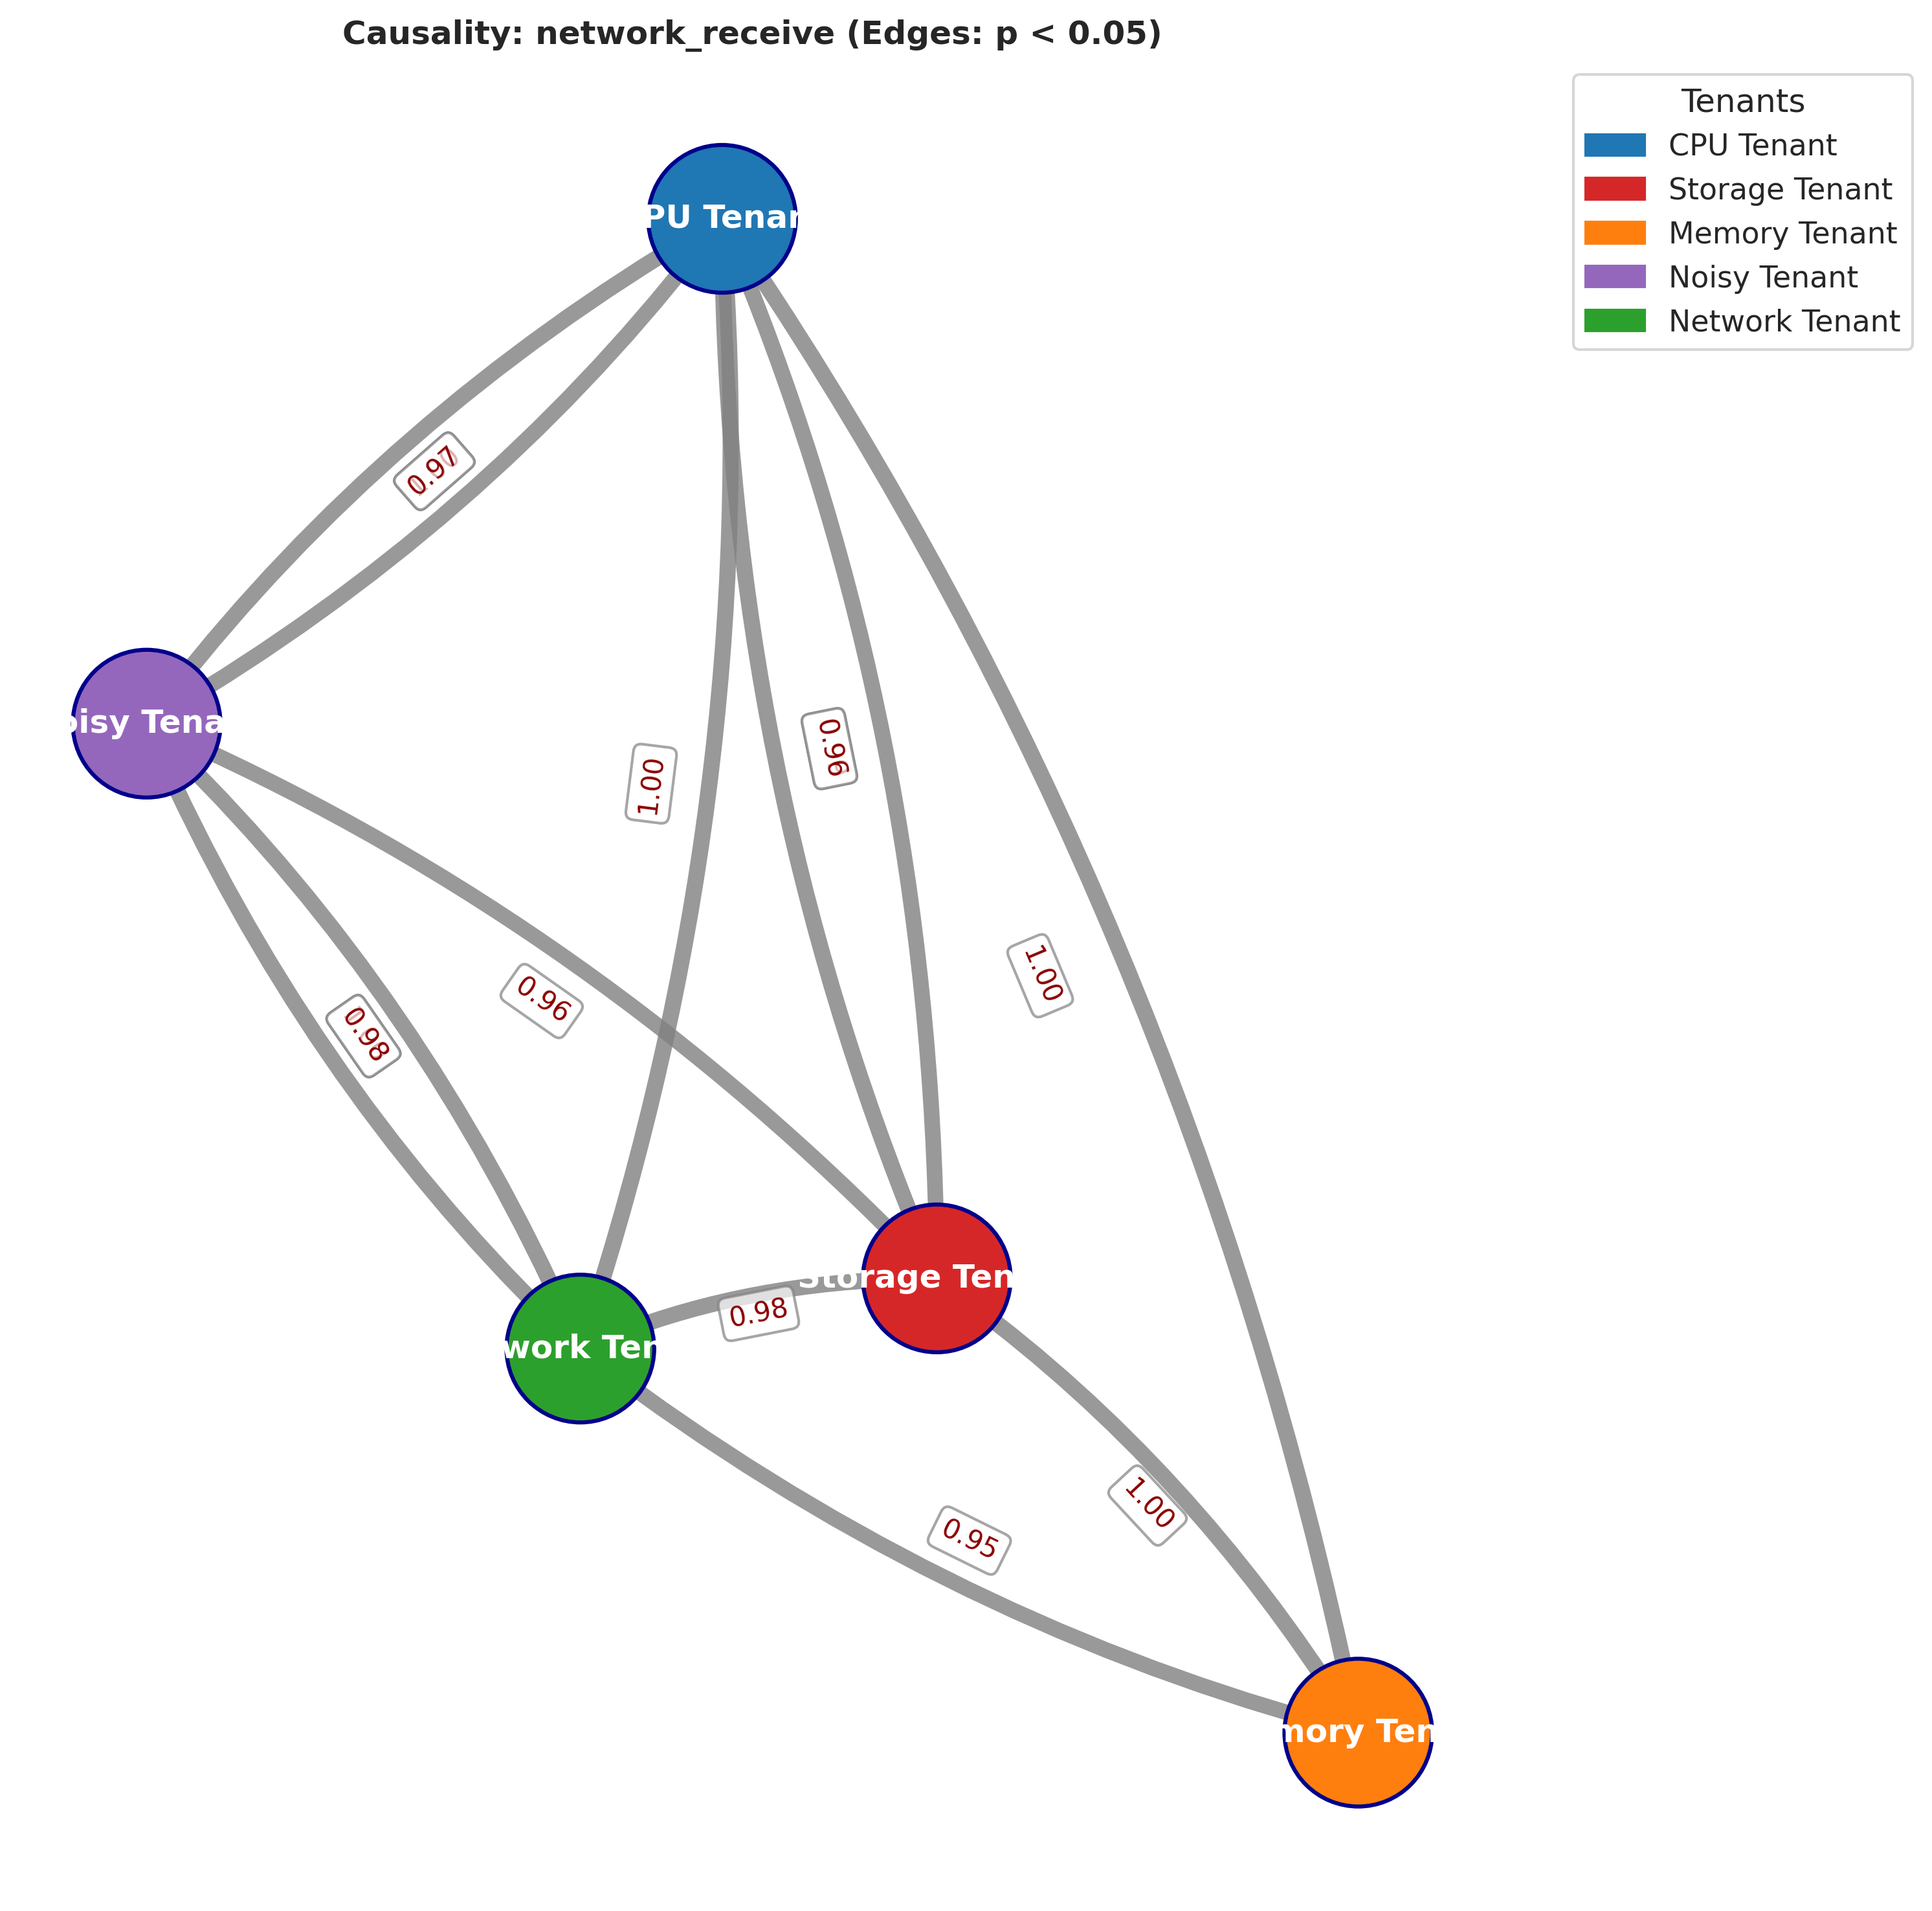 Causality: network_receive (Edges: p < 0.05)
Tenants
CPU Tenant
Storage Tenant
Memory Tenant
Noisy Tenant
Network Tenant
PU Tenan
0.97
oisy Tena
0.96
1.00
1.00
0.96
0.98
Storage Ten
0.98
work Ten
1.00
0.95
mory Ten